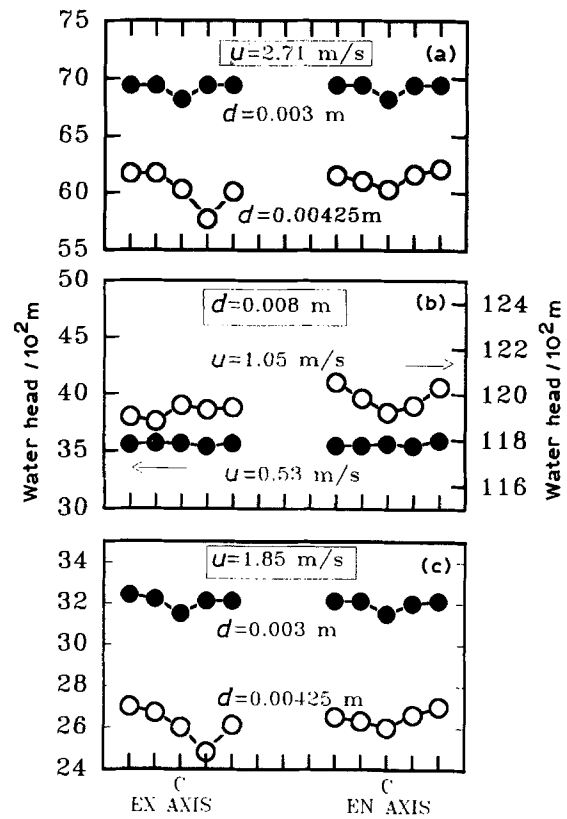 75
70
65
60
55
u=2.71 m/s
(a)
d=0.003 m
d=0.00425m
50
45
40
35
30
d=0.008 m
(b)
u=1.05 m/s
u=0.53 m/s
124
122
120
118
116
Water head /10²m
Water head /10²m
34
32
30
28
26
24
u=1.85 m/s
(c)
d=0.003 m
d=0.00425 m
C
EX AXIS
C
EN AXIS